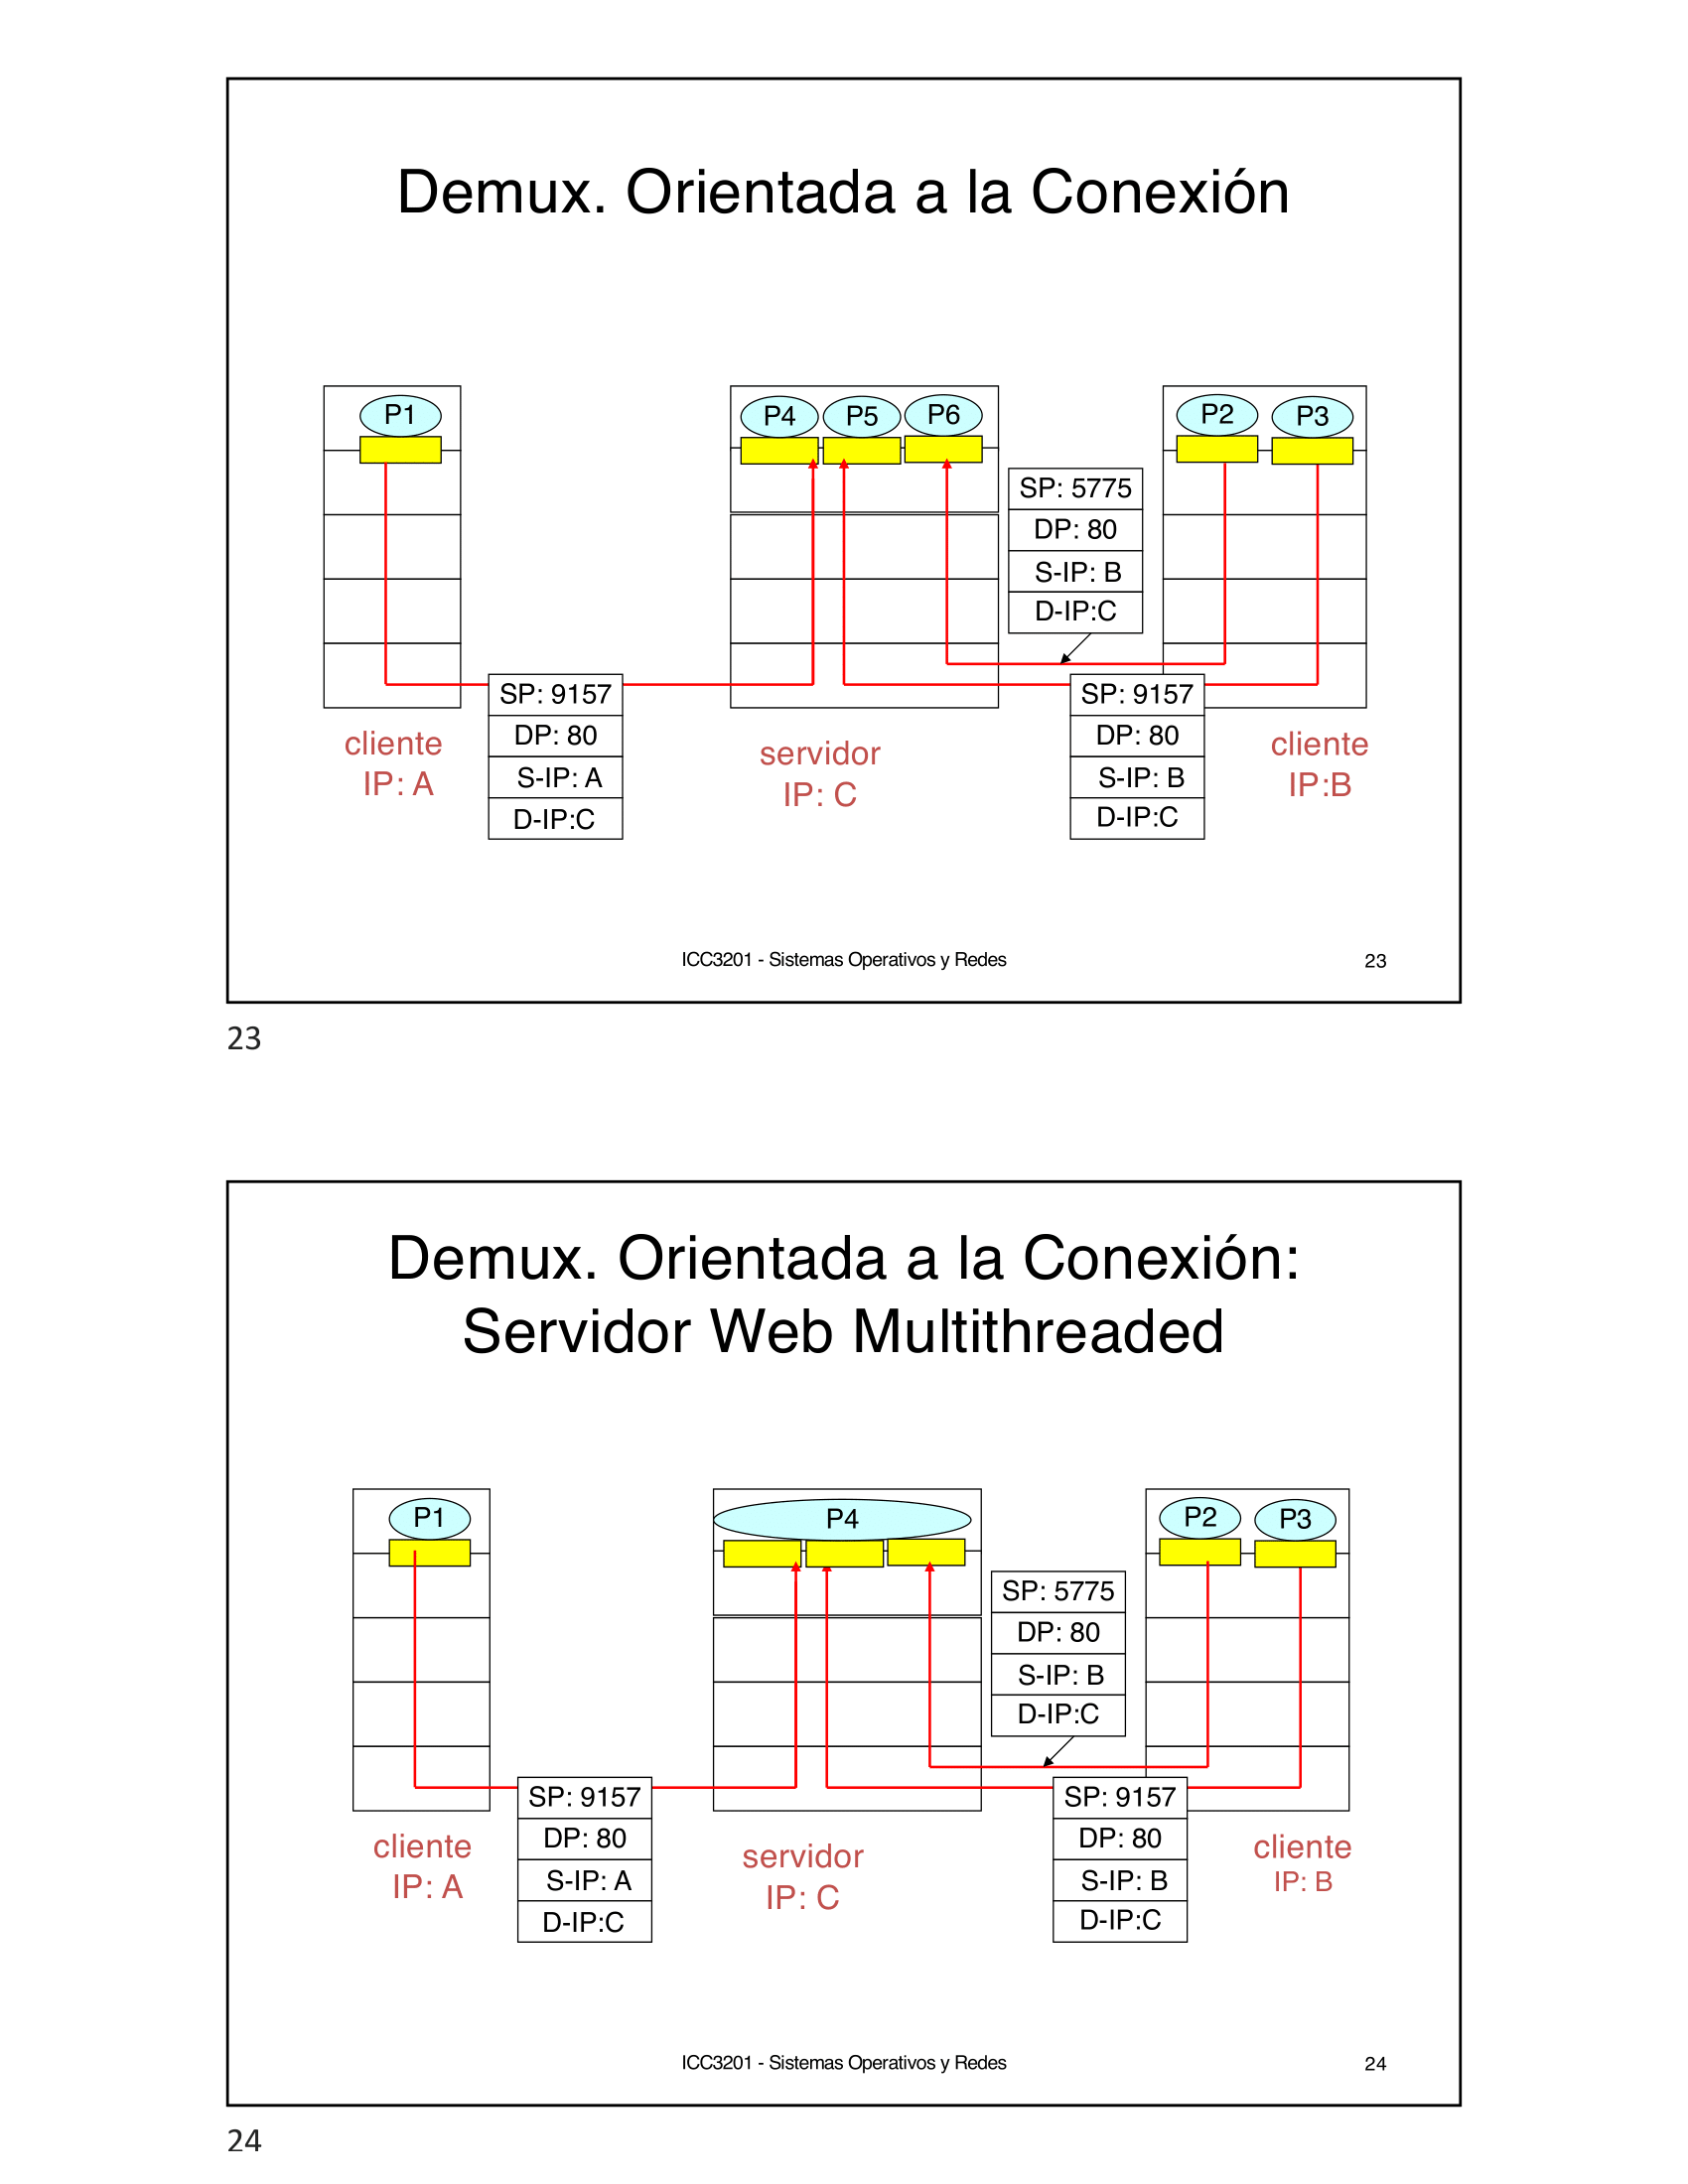 Demux. Orientada a la Conexión
P1
P4
P5
P6
P2
P3
SP: 5775
DP: 80
S-IP: B
D-IP:C
SP: 9157
DP: 80
S-IP: A
D-IP:C
SP: 9157
DP: 80
S-IP: B
D-IP:C
cliente
IP: A
servidor
IP: C
cliente
IP:B
ICC3201 - Sistemas Operativos y Redes
23
23
Demux. Orientada a la Conexión:
Servidor Web Multithreaded
P1
P4
P2
P3
SP: 5775
DP: 80
S-IP: B
D-IP:C
SP: 9157
DP: 80
S-IP: A
D-IP:C
SP: 9157
DP: 80
S-IP: B
D-IP:C
cliente
IP: A
servidor
IP: C
cliente
IP: B
ICC3201 - Sistemas Operativos y Redes
24
24